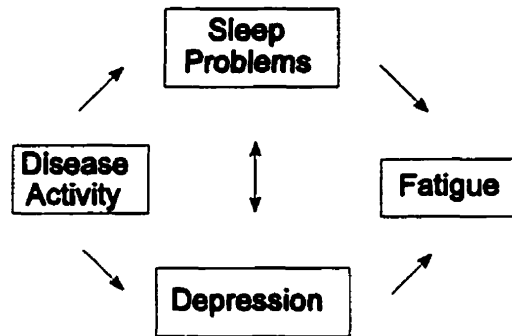 Sleep
Problems
Disease
Activity
Fatigue
Depression